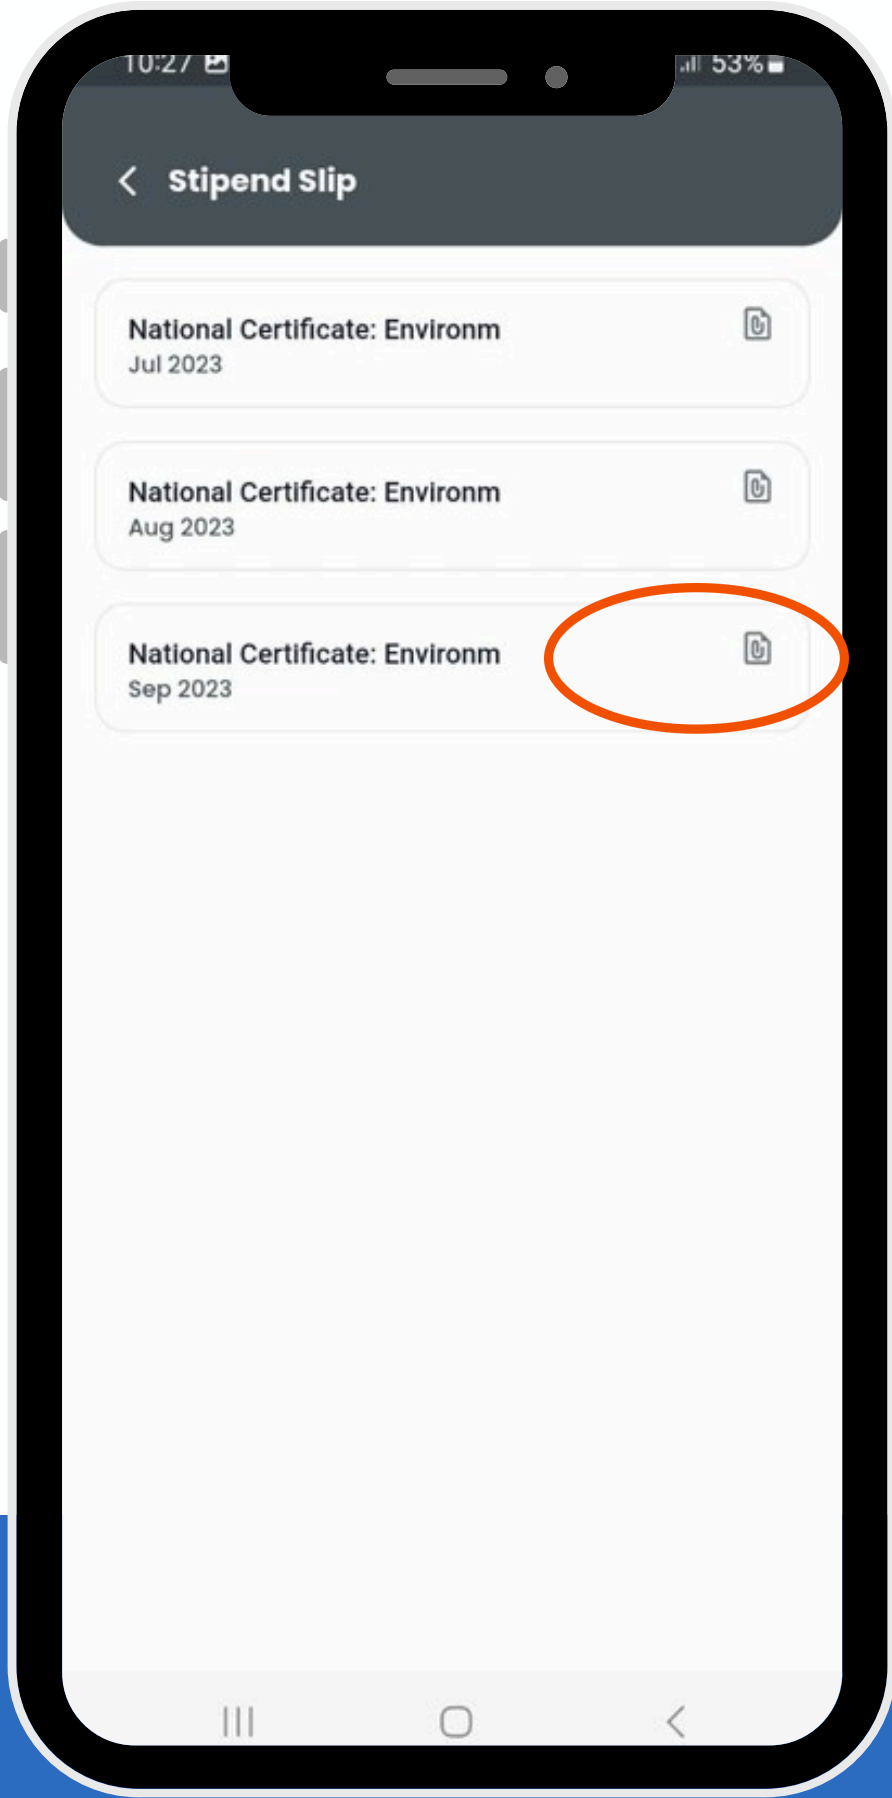 10:27 53%
Stipend Slip
National Certificate: Environm
Jul 2023
National Certificate: Environm
Aug 2023
National Certificate: Environm
Sep 2023